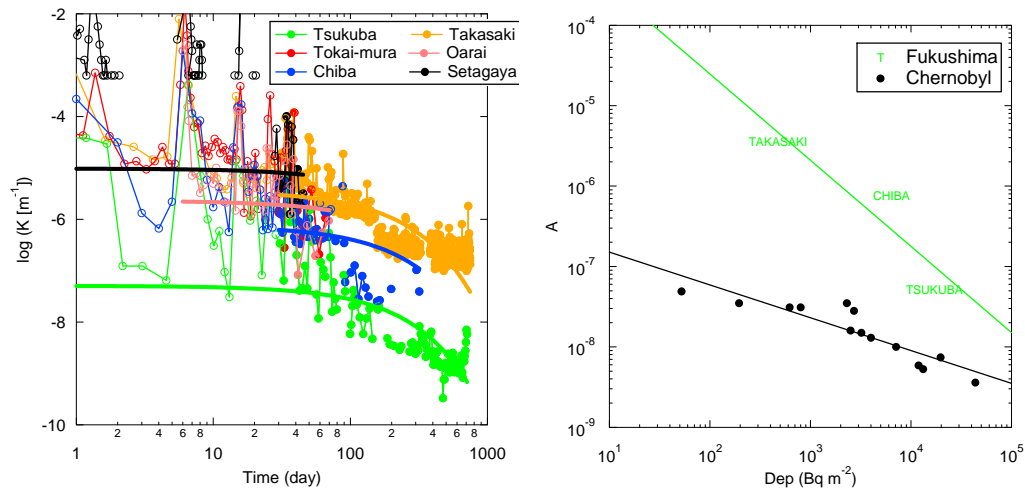 log (K [m⁻¹])
-2
-4
-6
-8
-10
Tsukuba
Tokai-mura
Chiba
Takasaki
Oarai
Setagaya
1 2 4 6 8 10 2 4 6 8 100 2 4 6 8 1000
Time (day)
A
10⁻⁴
10⁻⁵
10⁻⁶
10⁻⁷
10⁻⁸
10⁻⁹
T Fukushima
Chernobyl
TAKASAKI
CHIBA
TSUKUBA
10¹ 10² 10³ 10⁴ 10⁵
Dep (Bq m⁻²)